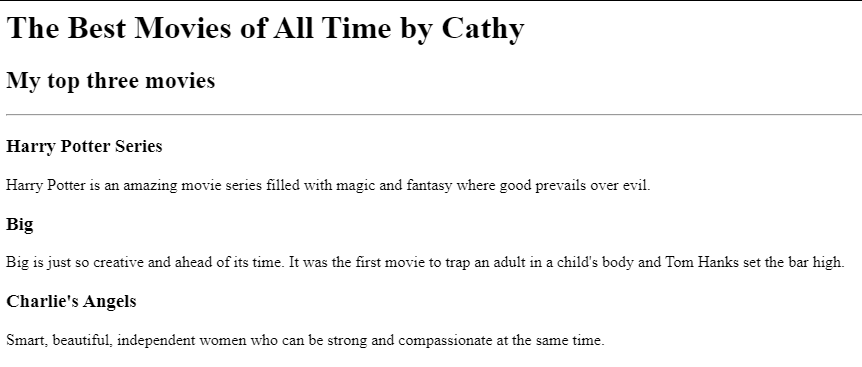 The Best Movies of All Time by Cathy
My top three movies
Harry Potter Series
Harry Potter is an amazing movie series filled with magic and fantasy where good prevails over evil.
Big
Big is just so creative and ahead of its time. It was the first movie to trap an adult in a child's body and Tom Hanks set the bar high.
Charlie's Angels
Smart, beautiful, independent women who can be strong and compassionate at the same time.